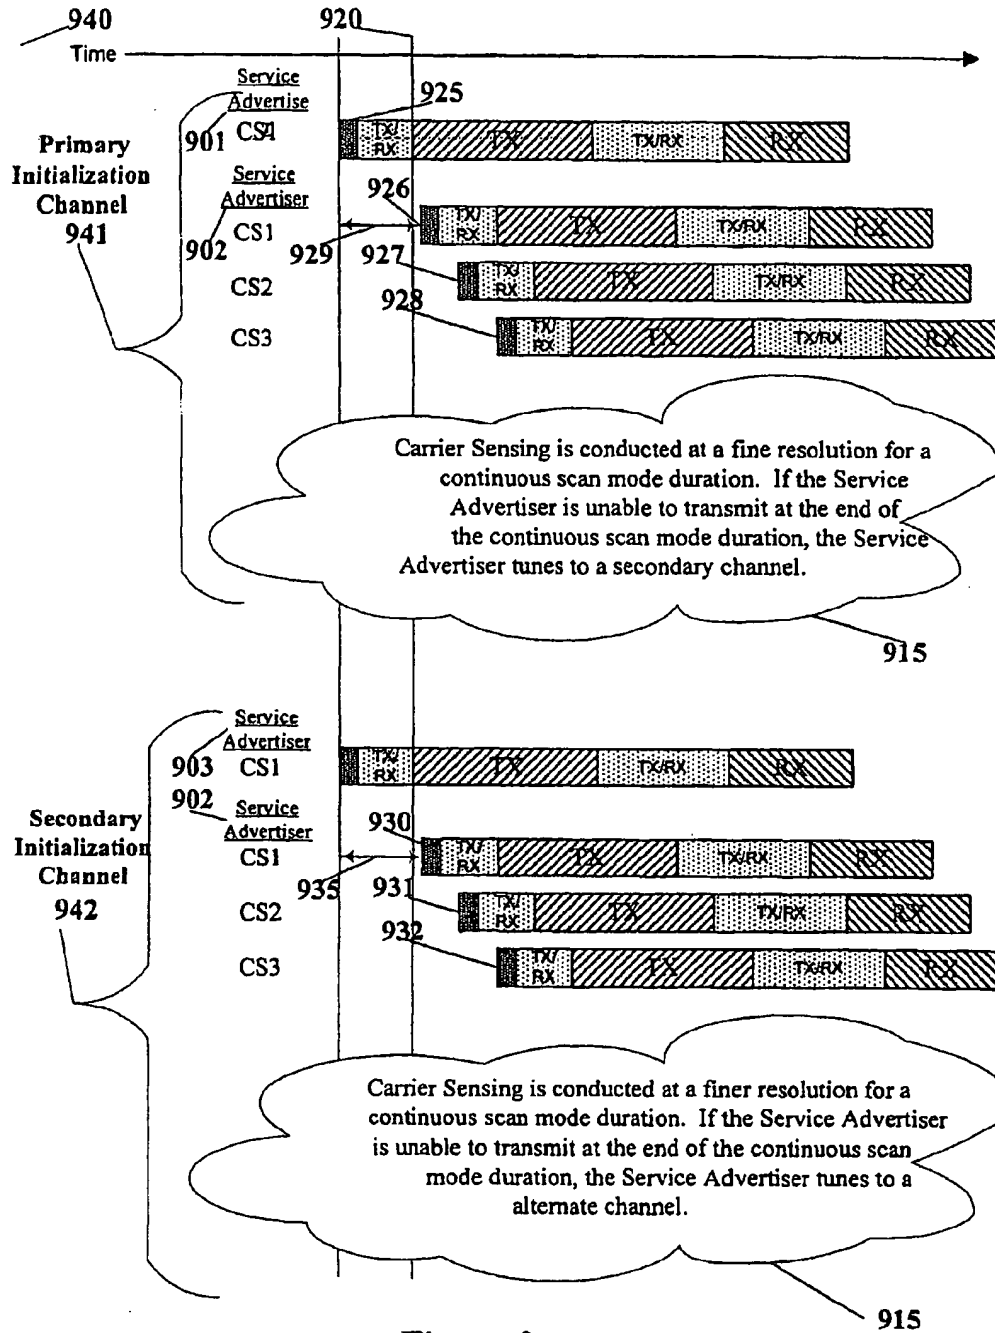 940
920
Time
Service
Advertise
925
901
TX/
RX
TX
TX/RX
RX
Primary
Initialization
Channel
941
Service
Advertiser
926
902
CS1
929
TX/
RX
TX
TX/RX
RX
927
CS2
TX/
RX
TX
TX/RX
RX
928
CS3
TX/
RX
TX
TX/RX
RX
Carrier Sensing is conducted at a fine resolution for a
continuous scan mode duration. If the Service
Advertiser is unable to transmit at the end of
the continuous scan mode duration, the Service
Advertiser tunes to a secondary channel.
915
Service
Advertiser
903
CS1
TX/
RX
TX
TX/RX
RX
902
Service
Advertiser
930
Secondary
Initialization
Channel
942
CS1
935
TX/
RX
TX
TX/RX
RX
931
CS2
TX/
RX
TX
TX/RX
RX
932
CS3
TX/
RX
TX
TX/RX
RX
Carrier Sensing is conducted at a finer resolution for a
continuous scan mode duration. If the Service Advertiser
is unable to transmit at the end of the continuous scan
mode duration, the Service Advertiser tunes to a
alternate channel.
915